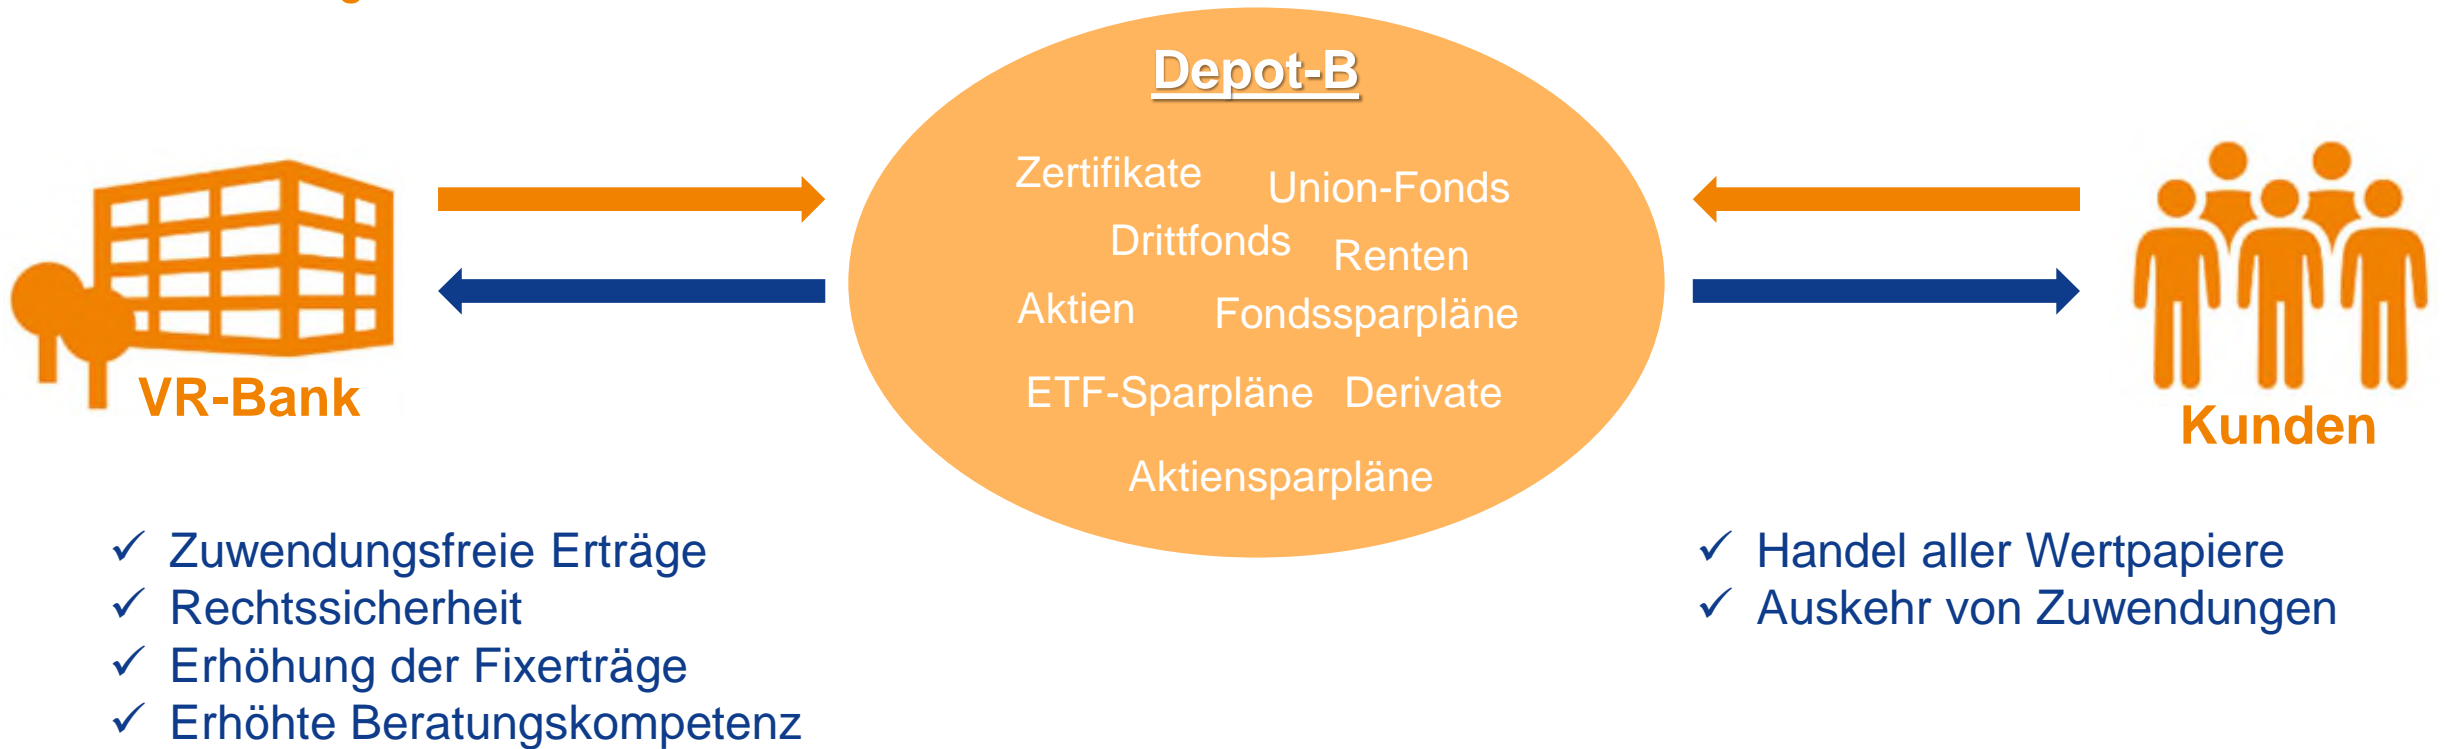 Depot-B
Zertifikate
Union-Fonds
Drittfonds
Renten
Aktien
Fondssparpläne
ETF-Sparpläne
Derivate
Aktiensparpläne
VR-Bank
Kunden
✓ Zuwendungsfreie Erträge
✓ Rechtssicherheit
✓ Erhöhung der Fixerträge
✓ Erhöhte Beratungskompetenz
✓ Handel aller Wertpapiere
✓ Auskehr von Zuwendungen